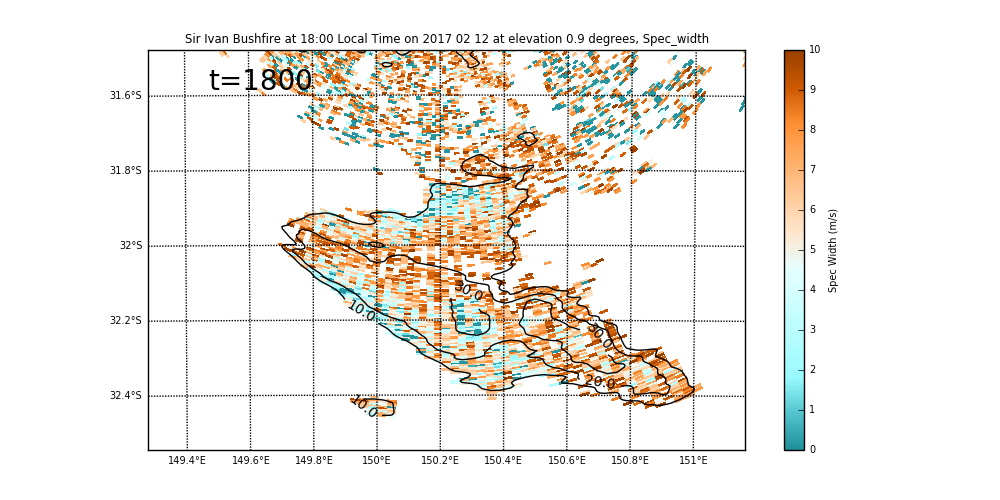 Sir Ivan Bushfire at 18:00 Local Time on 2017 02 12 at elevation 0.9 degrees, Spec_width
t=1800
31.6°S
31.8°S
32°S
32.2°S
32.4°S
149.4°E 149.6°E 149.8°E 150°E 150.2°E 150.4°E 150.6°E 150.8°E 151°E
30.0
10.0
20.0
10.0
10
9
8
7
6
5
4
3
2
1
0
Spec Width (m/s)